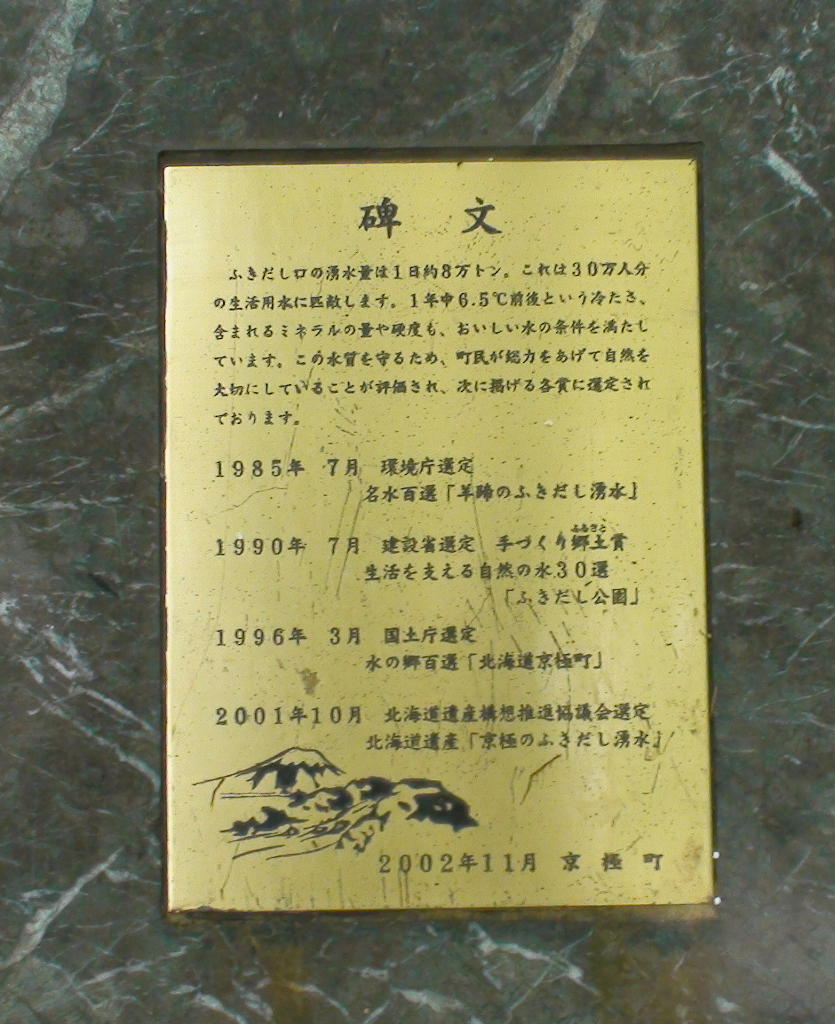 碑 文
ふきだし口の湧水量は1日約8万トン。これは30万人分
の生活用水に匹敵します。1年中6.5℃前後という冷たさ、
含まれるミネラルの量や硬度も、おいしい水の条件を満たし
ています。この水質を守るため、町民が総力をあげて自然を
大切にしていることが評価され、次に掲げる各賞に選定され
ております。
1985年 7月 環境庁選定
名水百選「羊蹄のふきだし湧水」
ふるさと
1990年 7月 建設省選定 手づくり郷土賞
生活を支える自然の水30選
「ふきだし公園」
1996年 3月 国土庁選定
水の郷百選「北海道京極町」
2001年10月 北海道遺産構想推進協議会選定
北海道遺産「京極のふきだし湧水」
2002年11月 京 極 町